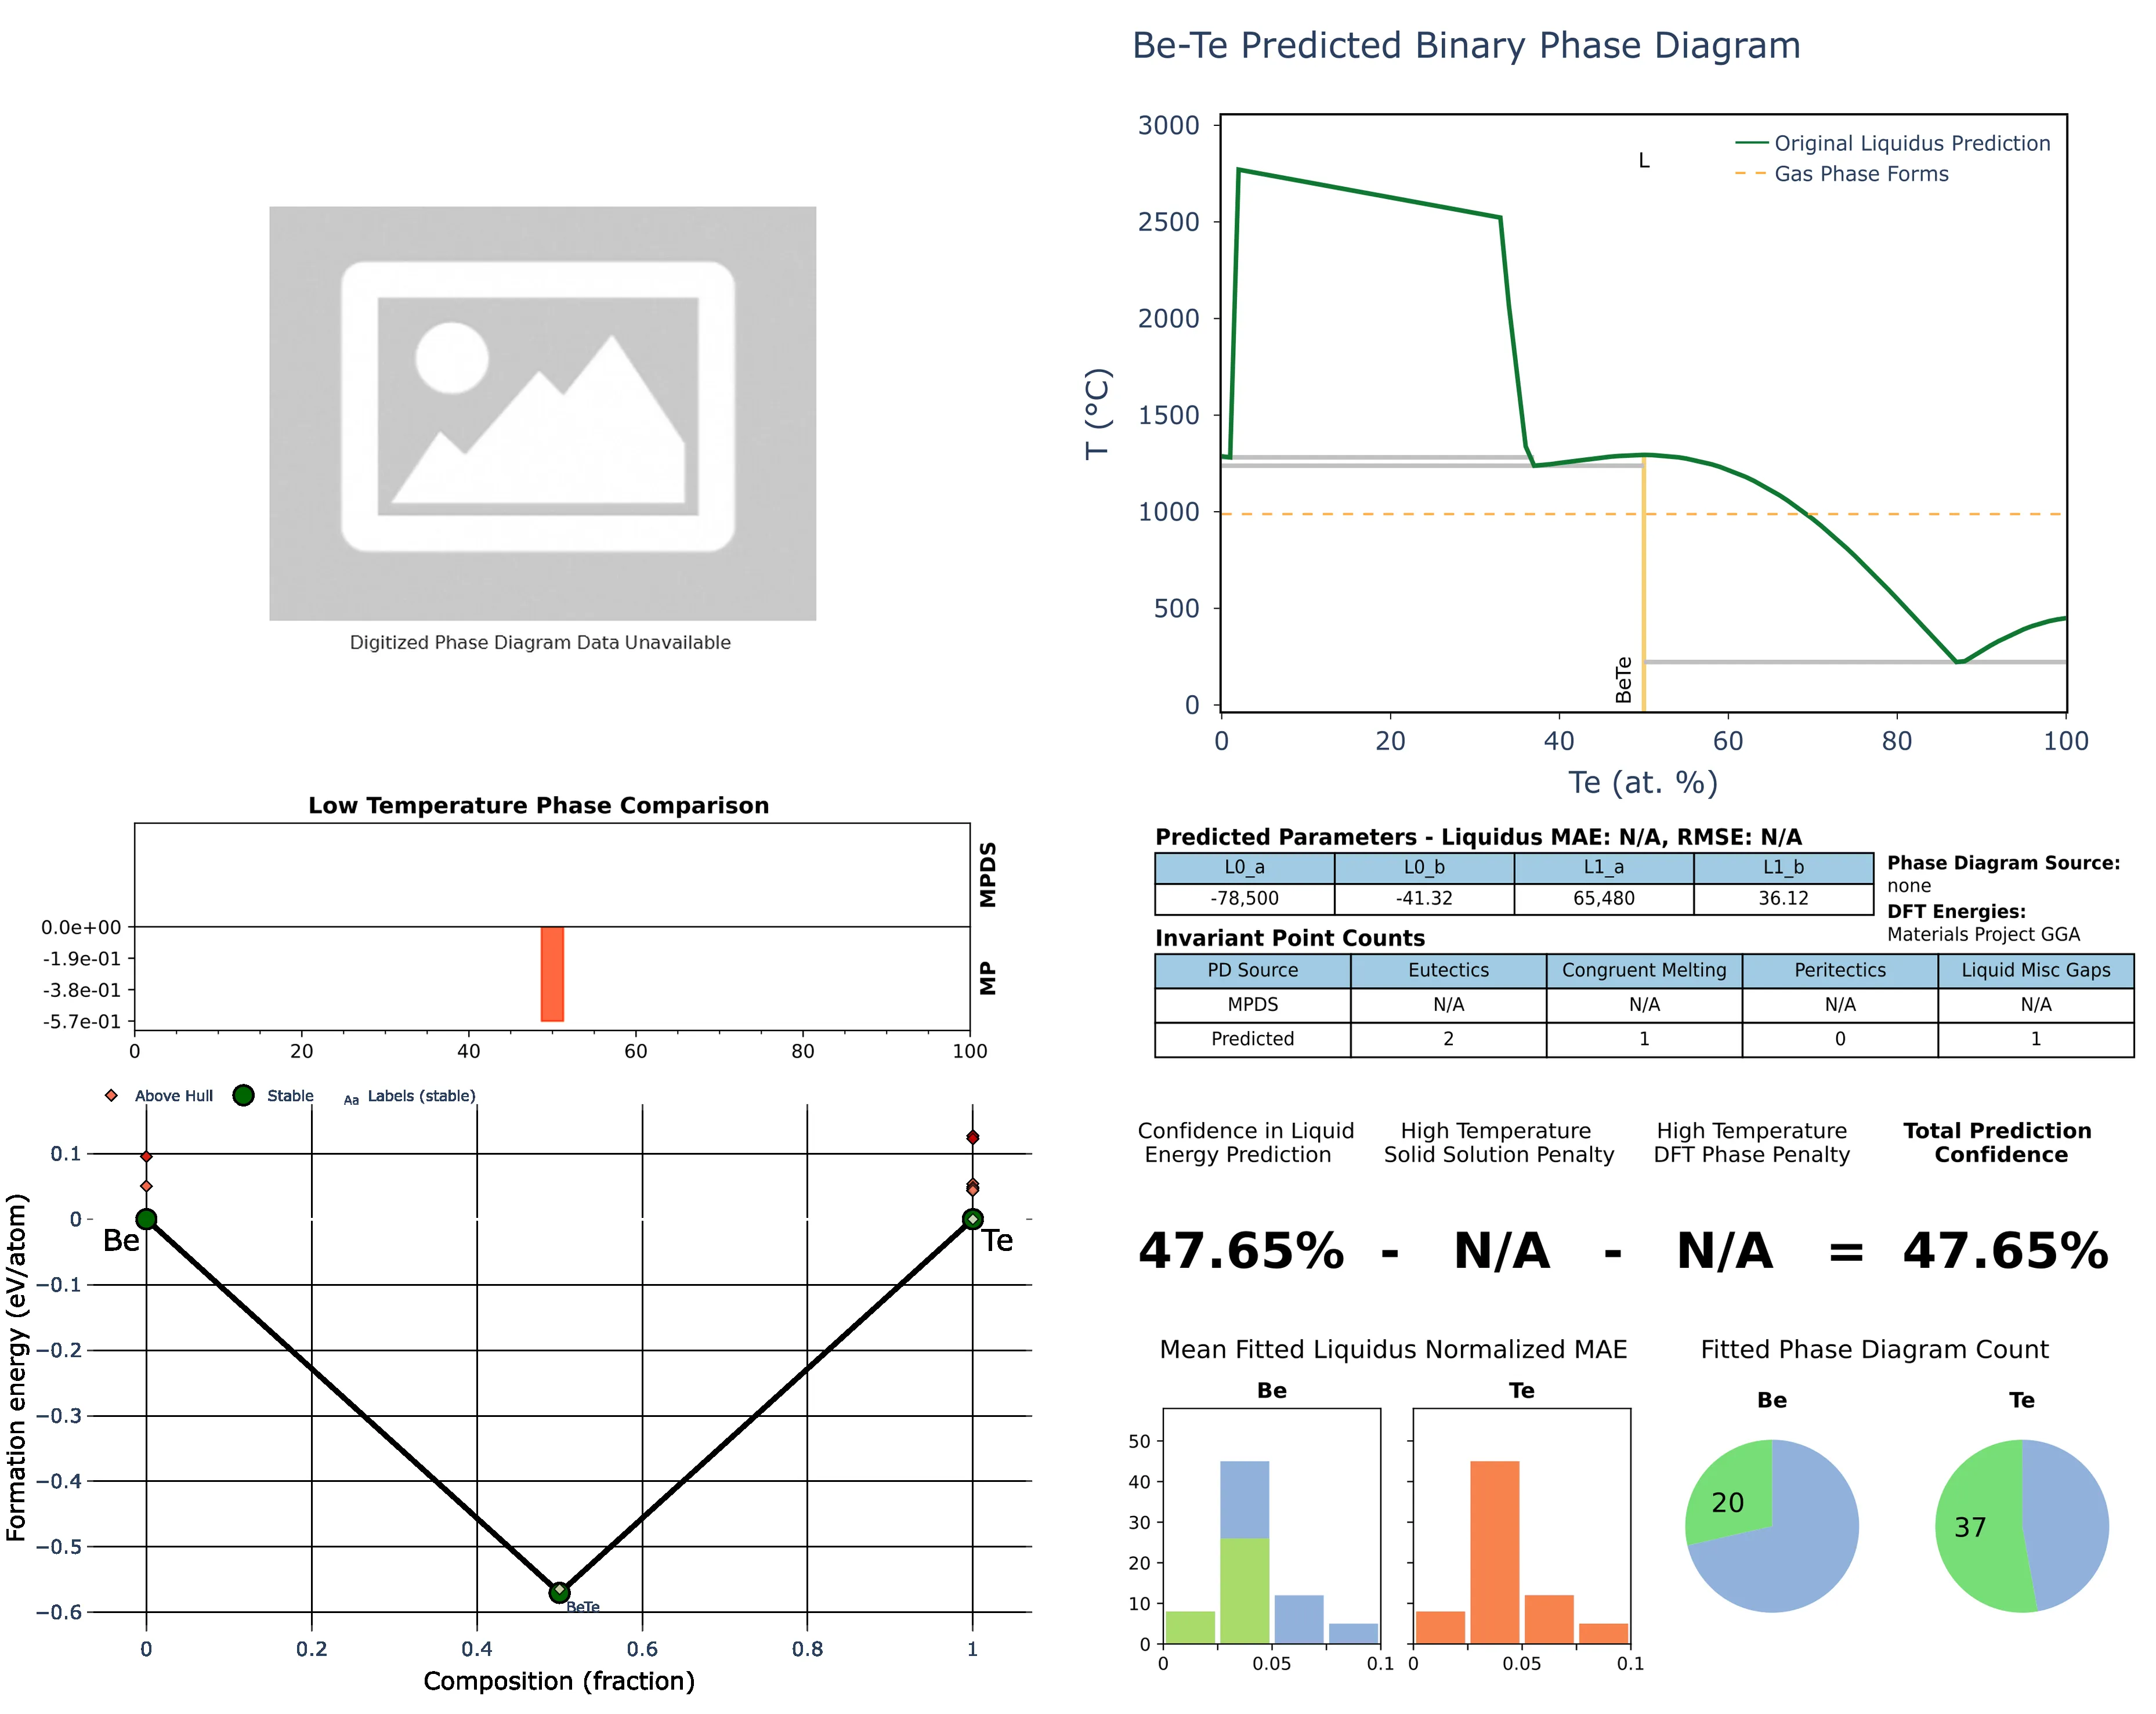 Be-Te Predicted Binary Phase Diagram
Digitized Phase Diagram Data Unavailable
3000
2500
2000
1500
1000
500
0
T (°C)
L
Original Liquidus Prediction
Gas Phase Forms
BeTe
0 20 40 60 80 100
Te (at. %)
Low Temperature Phase Comparison
MPDS
MP
0.0e+00
-1.9e-01
-3.8e-01
-5.7e-01
0 20 40 60 80 100
Predicted Parameters - Liquidus MAE: N/A, RMSE: N/A
L0_a L0_b L1_a L1_b
-78,500 -41.32 65,480 36.12
Phase Diagram Source:
none
DFT Energies:
Materials Project GGA
Invariant Point Counts
PD Source Eutectics Congruent Melting Peritectics Liquid Misc Gaps
MPDS N/A N/A N/A N/A
Predicted 2 1 0 1
Above Hull Stable Aa Labels (stable)
0.1
0
−0.1
−0.2
−0.3
−0.4
−0.5
−0.6
Formation energy (eV/atom)
Be
Te
BeTe
0 0.2 0.4 0.6 0.8 1
Composition (fraction)
Confidence in Liquid
Energy Prediction
High Temperature
Solid Solution Penalty
High Temperature
DFT Phase Penalty
Total Prediction
Confidence
47.65% - N/A - N/A = 47.65%
Mean Fitted Liquidus Normalized MAE
Be
Te
50
40
30
20
10
0
0 0.05 0.1
0 0.05 0.1
Fitted Phase Diagram Count
Be
Te
20
37